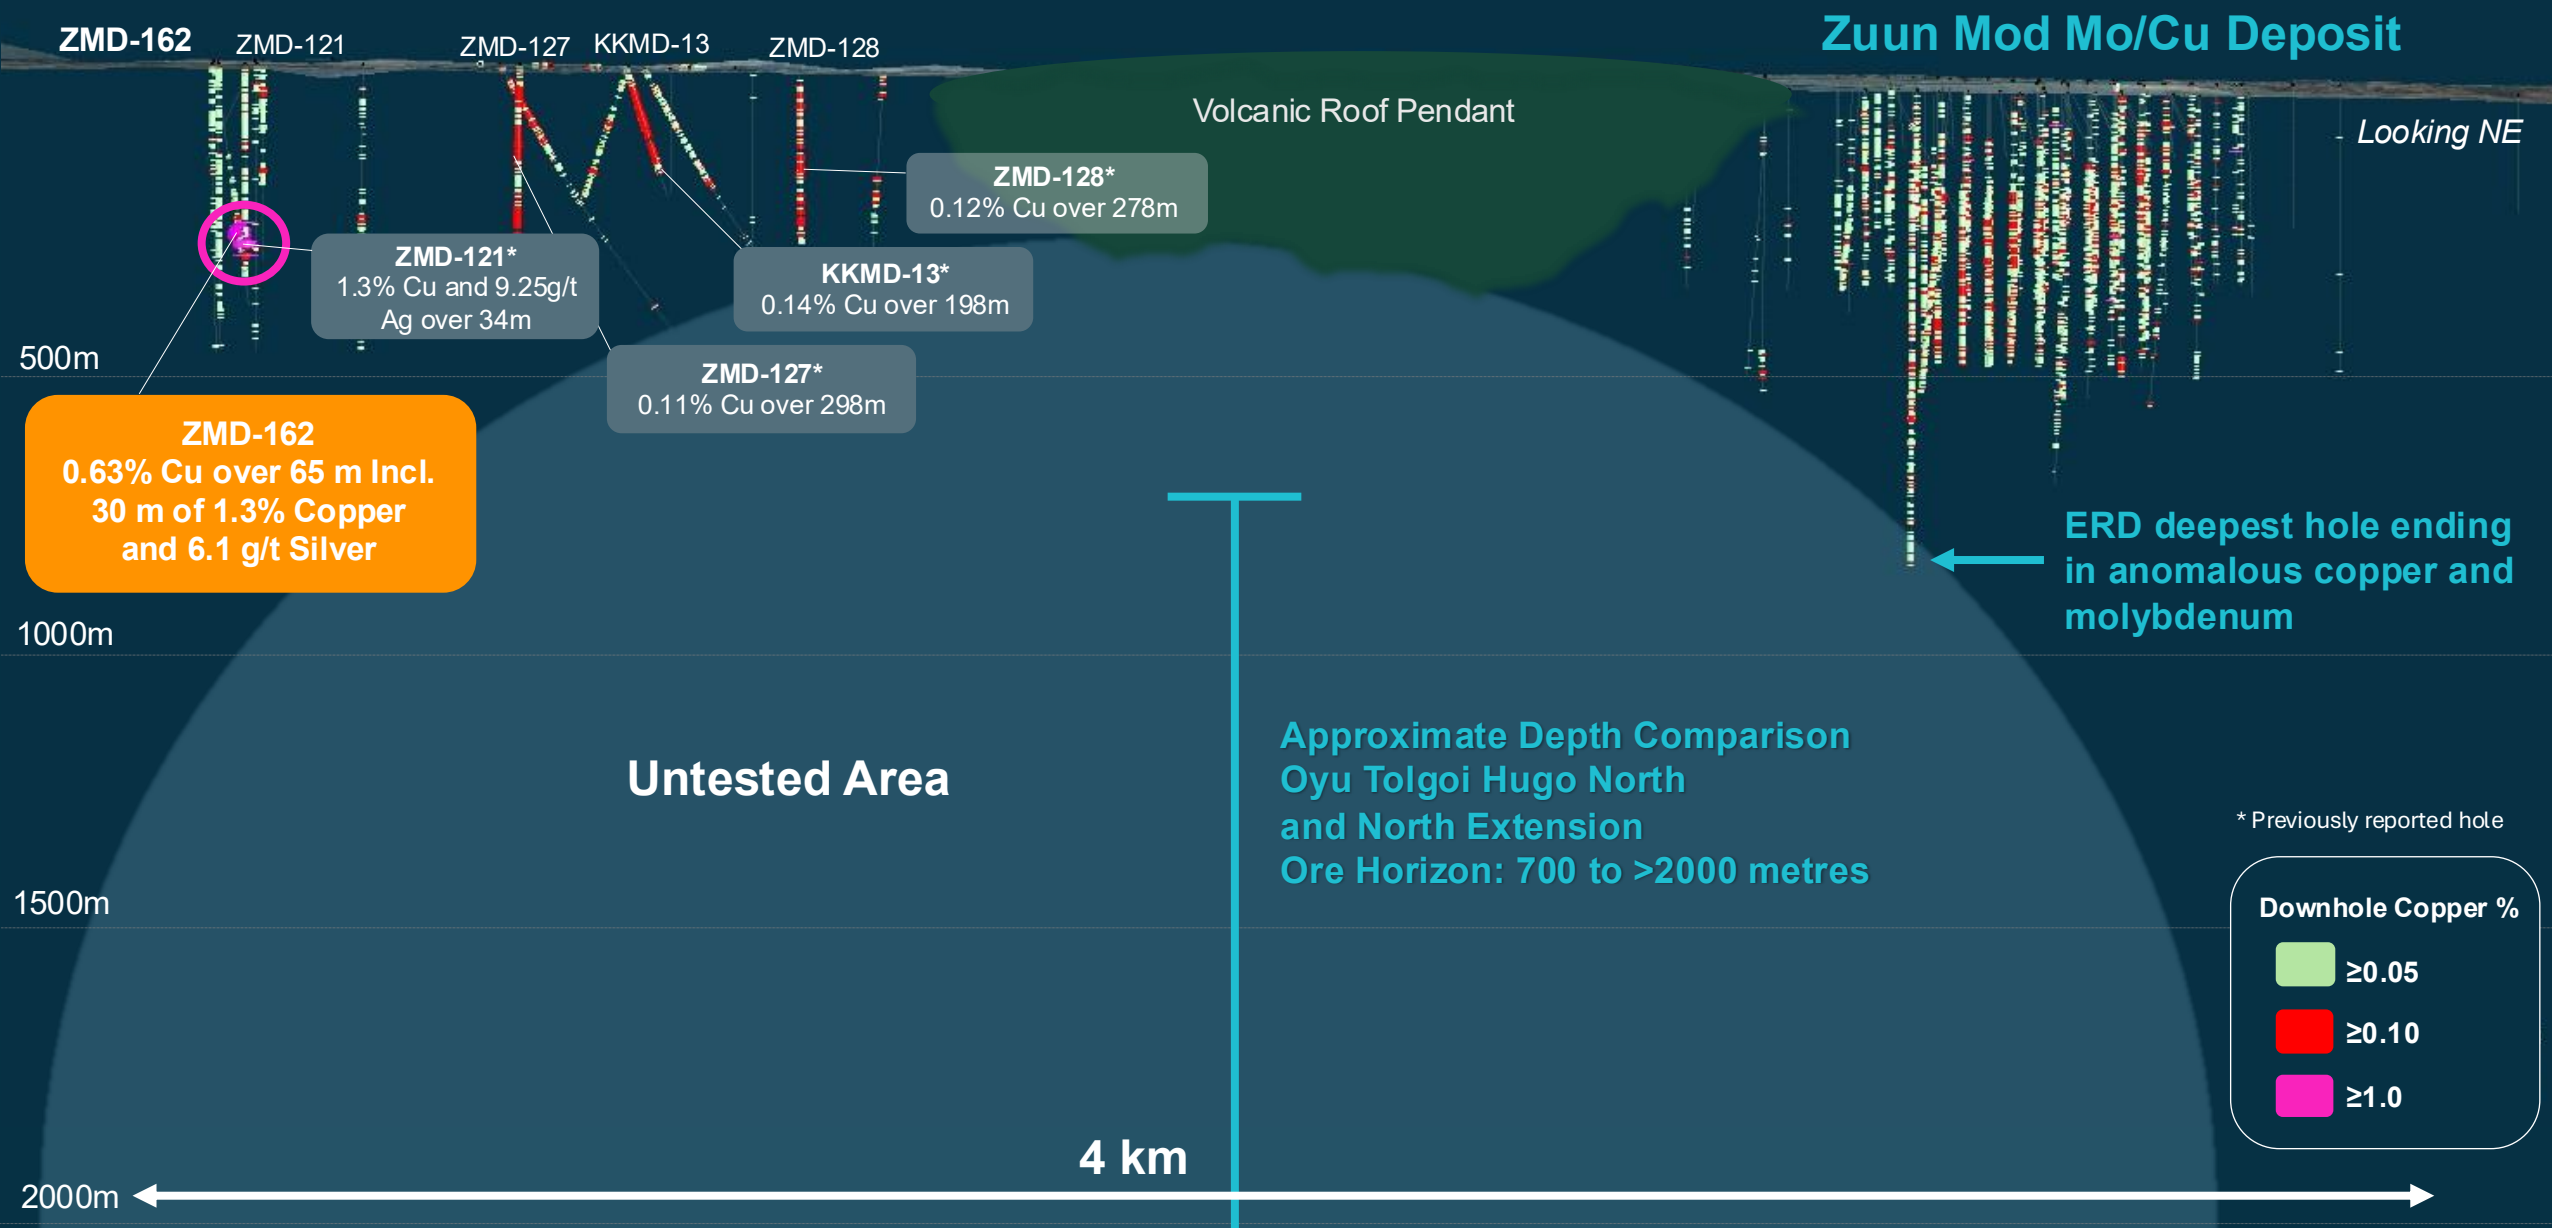 Zuun Mod Mo/Cu Deposit
ZMD-162
ZMD-121
ZMD-127
KKMD-13
ZMD-128
Volcanic Roof Pendant
Looking NE
ZMD-128*
0.12% Cu over 278m
ZMD-121*
1.3% Cu and 9.25g/t
Ag over 34m
KKMD-13*
0.14% Cu over 198m
500m
ZMD-127*
0.11% Cu over 298m
ZMD-162
0.63% Cu over 65 m Incl.
30 m of 1.3% Copper
and 6.1 g/t Silver
ERD deepest hole ending
in anomalous copper and
molybdenum
1000m
Approximate Depth Comparison
Oyu Tolgoi Hugo North
and North Extension
Ore Horizon: 700 to >2000 metres
Untested Area
* Previously reported hole
1500m
Downhole Copper %
≥0.05
≥0.10
≥1.0
4 km
2000m